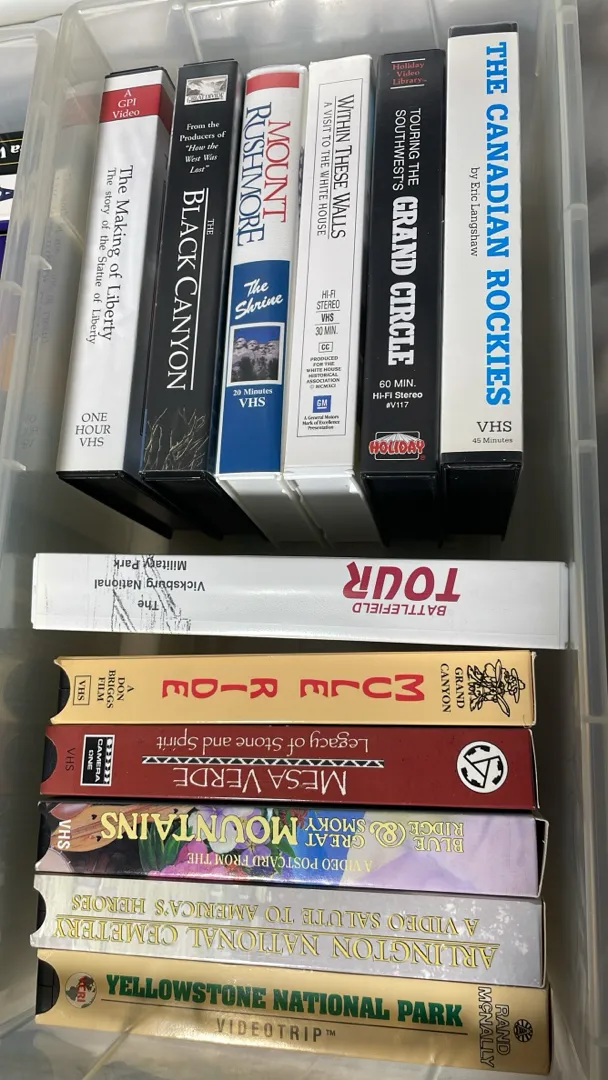 A
GPI
Video
The Making of Liberty
The story of the Statue of Liberty
ONE
HOUR
VHS
From the
Producers of
"How the
West Was
Lost"
THE
BLACK CANYON
MOUNT
RUSHMORE
The
Shrine
20 Minutes
VHS
WITHIN THESE WALLS
A VISIT TO THE WHITE HOUSE
HI-FI
STEREO
VHS
30 MIN.
CC
PRODUCED
FOR THE
WHITE HOUSE
HISTORICAL
ASSOCIATION
© MCMXCI
GM
A General Motors
Mark of Excellence
Presentation
Holiday
Video
Library™
TOURING THE
SOUTHWEST'S
GRAND CIRCLE
60 MIN.
Hi-Fi Stereo
#V117
HOLIDAY®
THE CANADIAN ROCKIES
by Eric Langshaw
VHS
45 Minutes
BATTLEFIELD
TOUR
The
Vicksburg National
Military Park
A
DON
BRIGGS
FILM
VHS
MULE RIDE
GRAND
CANYON
MESA VERDE
Legacy of Stone and Spirit
CAMERA
ONE
VHS
A VIDEO POSTCARD FROM THE
BLUE
RIDGE & GREAT
SMOKY MOUNTAINS
VHS
ARLINGTON NATIONAL CEMETERY
A VIDEO SALUTE TO AMERICA'S HEROES
YELLOWSTONE NATIONAL PARK
VIDEOTRIP™
RAND
MCNALLY